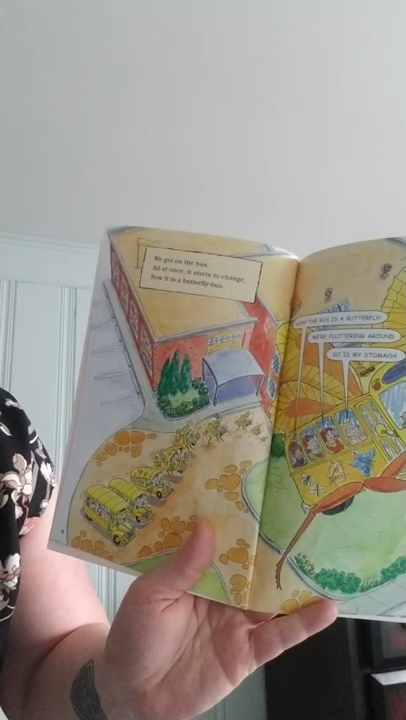 We get on the bus.
All at once, it starts to change.
Now it is a butterfly-bus.
NOW THE BUS IS A BUTTERFLY!
WE'RE FLUTTERING AROUND.
SO IS MY STOMACH!